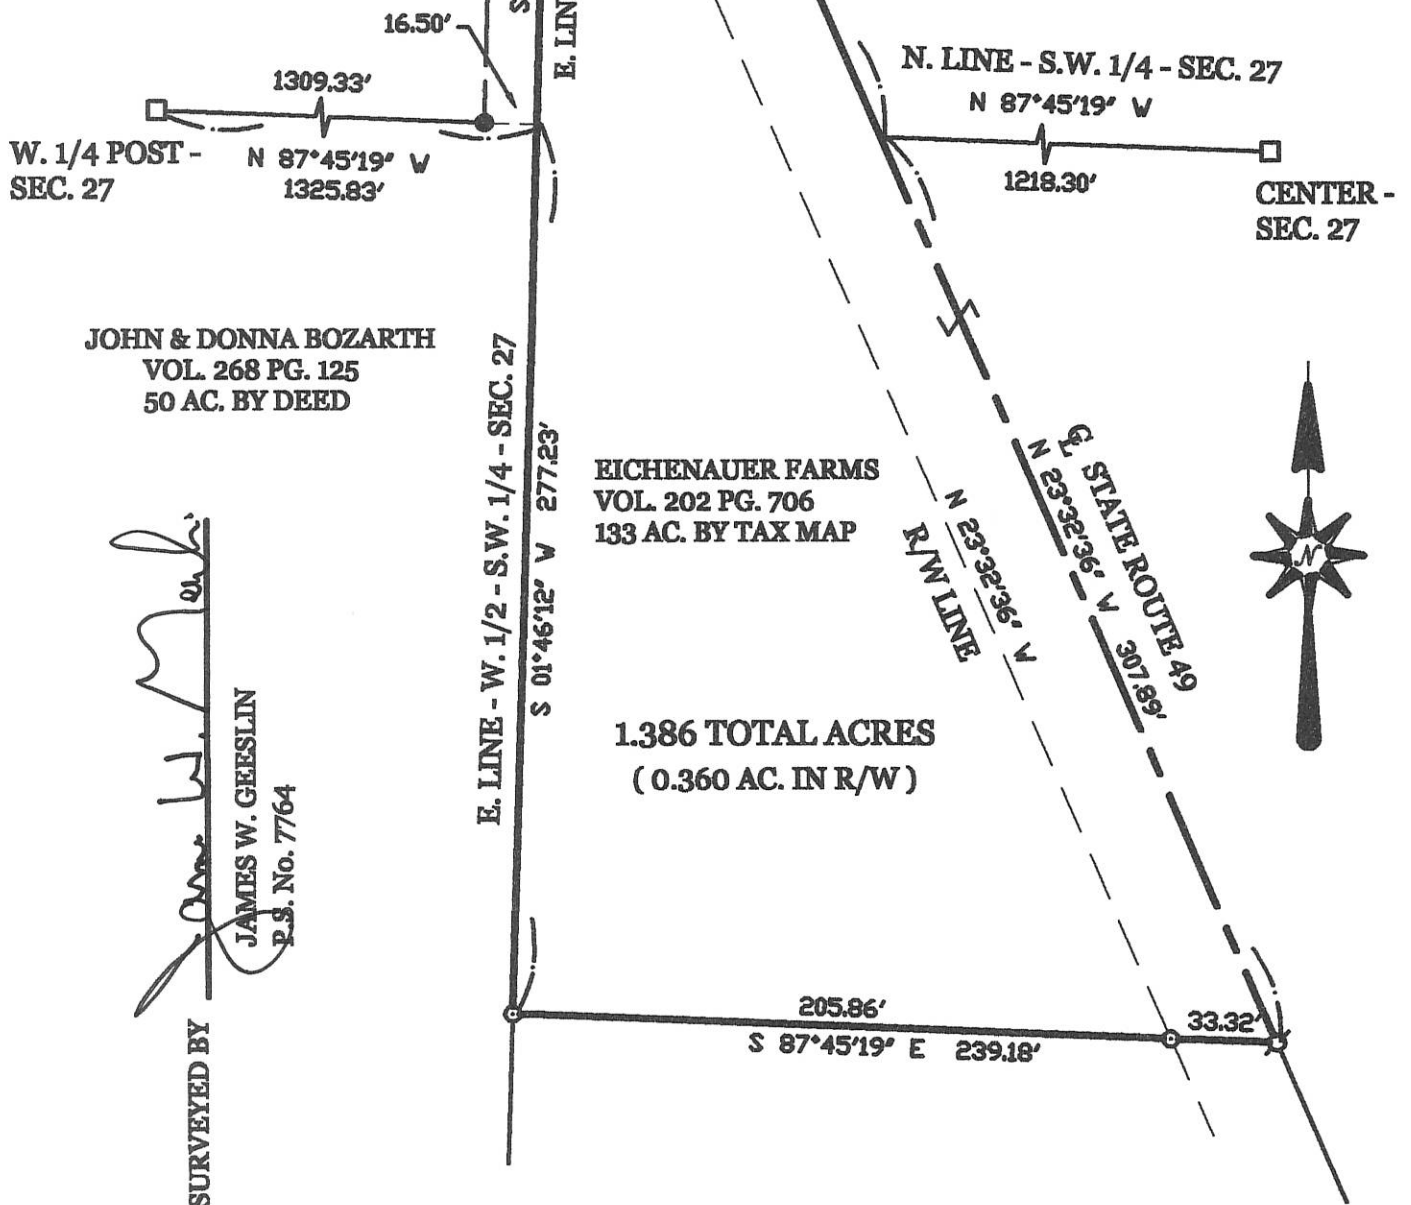 16.50'
S
E. LIN
1309.33'
W. 1/4 POST -
SEC. 27
N 87°45'19" W
1325.83'
N. LINE - S.W. 1/4 - SEC. 27
N 87°45'19" W
1218.30'
CENTER -
SEC. 27
JOHN & DONNA BOZARTH
VOL. 268 PG. 125
50 AC. BY DEED
E. LINE - W. 1/2 - S.W. 1/4 - SEC. 27
S 01°46'12" W 277.23'
EICHENAUER FARMS
VOL. 202 PG. 706
133 AC. BY TAX MAP
N 23°32'36" W
R/W LINE
℄ STATE ROUTE 49
N 23°32'36" W 307.89'
N
1.386 TOTAL ACRES
( 0.360 AC. IN R/W )
SURVEYED BY
JAMES W. GEESLIN
P.S. No. 7764
205.86'
33.32'
S 87°45'19" E 239.18'